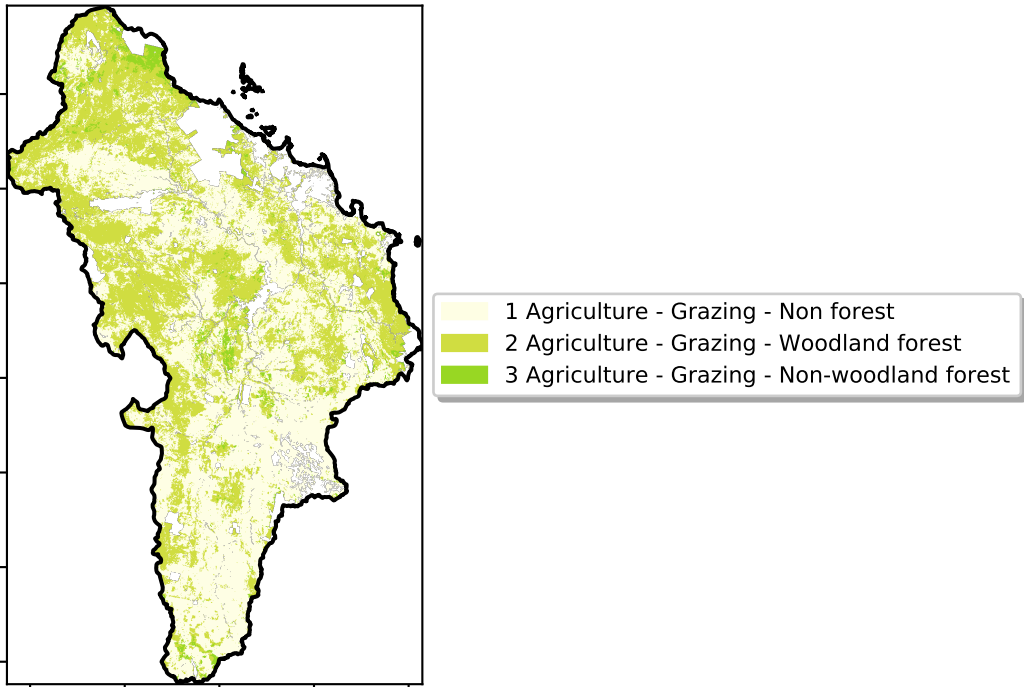 1 Agriculture - Grazing - Non forest
2 Agriculture - Grazing - Woodland forest
3 Agriculture - Grazing - Non-woodland forest